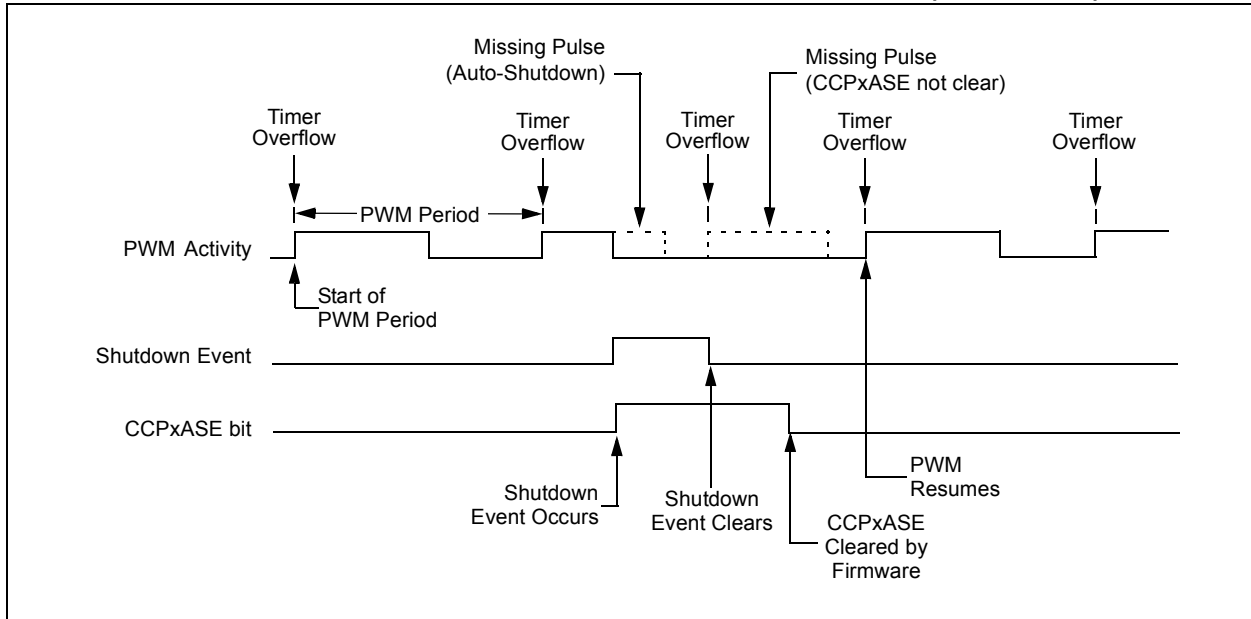 Missing Pulse
(Auto-Shutdown)
Missing Pulse
(CCPxASE not clear)
Timer
Overflow
Timer
Overflow
Timer
Overflow
Timer
Overflow
Timer
Overflow
PWM Period
PWM Activity
Start of
PWM Period
Shutdown Event
CCPxASE bit
Shutdown
Event Occurs
Shutdown
Event Clears
CCPxASE
Cleared by
Firmware
PWM
Resumes